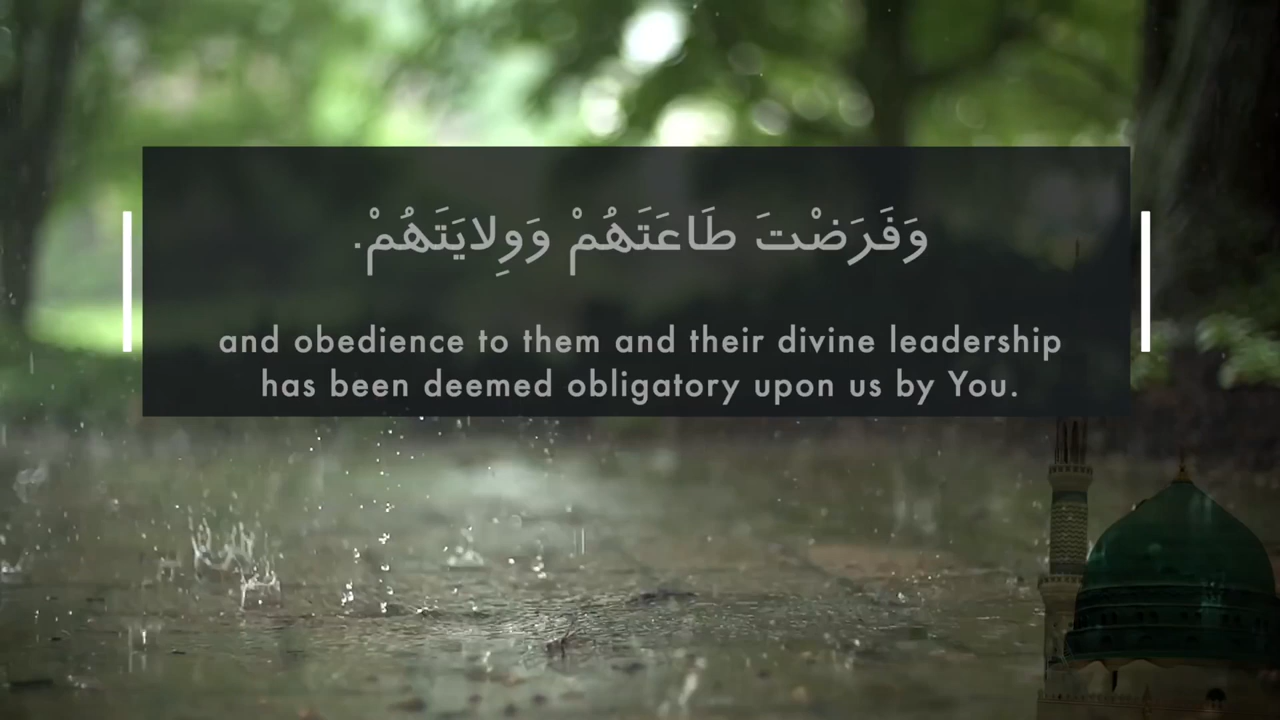 وَفَرَضْتَ طَاعَتَهُمْ وَوِلايَتَهُمْ.
and obedience to them and their divine leadership
has been deemed obligatory upon us by You.